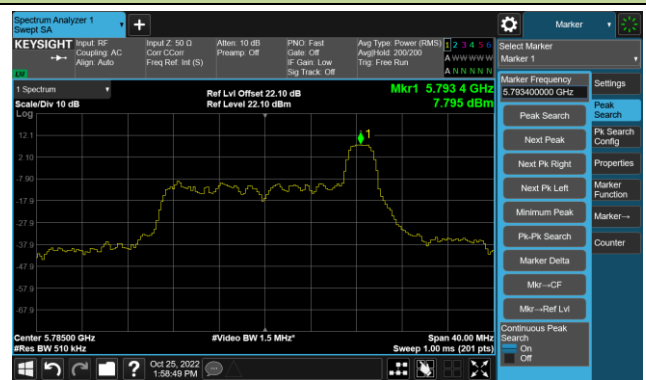 Spectrum Analyzer 1
Swept SA
+
Marker
KEYSIGHT
Input: RF
Coupling: AC
Align: Auto
Input Z: 50 Ω
Corr CCorr
Freq Ref: Int (S)
Atten: 10 dB
Preamp: Off
PNO: Fast
Gate: Off
IF Gain: Low
Sig Track: Off
Avg Type: Power (RMS)
Avg|Hold: 200/200
Trig: Free Run
1 2 3 4 5 6
A W W W W W
A N N N N N
LXI
Select Marker
Marker 1
1 Spectrum
Scale/Div 10 dB
Log
Ref Lvl Offset 22.10 dB
Ref Level 22.10 dBm
Mkr1 5.793 4 GHz
7.795 dBm
1
12.1
2.10
-7.90
-17.9
-27.9
-37.9
-47.9
-57.9
-67.9
Center 5.78500 GHz
#Res BW 510 kHz
#Video BW 1.5 MHz*
Span 40.00 MHz
Sweep 1.00 ms (201 pts)
Marker Frequency
5.793400000 GHz
Peak Search
Next Peak
Next Pk Right
Next Pk Left
Minimum Peak
Pk-Pk Search
Marker Delta
Mkr→CF
Mkr→Ref Lvl
Continuous Peak
Search
On
Off
Settings
Peak
Search
Pk Search
Config
Properties
Marker
Function
Marker→
Counter
?
Oct 25, 2022
1:58:49 PM